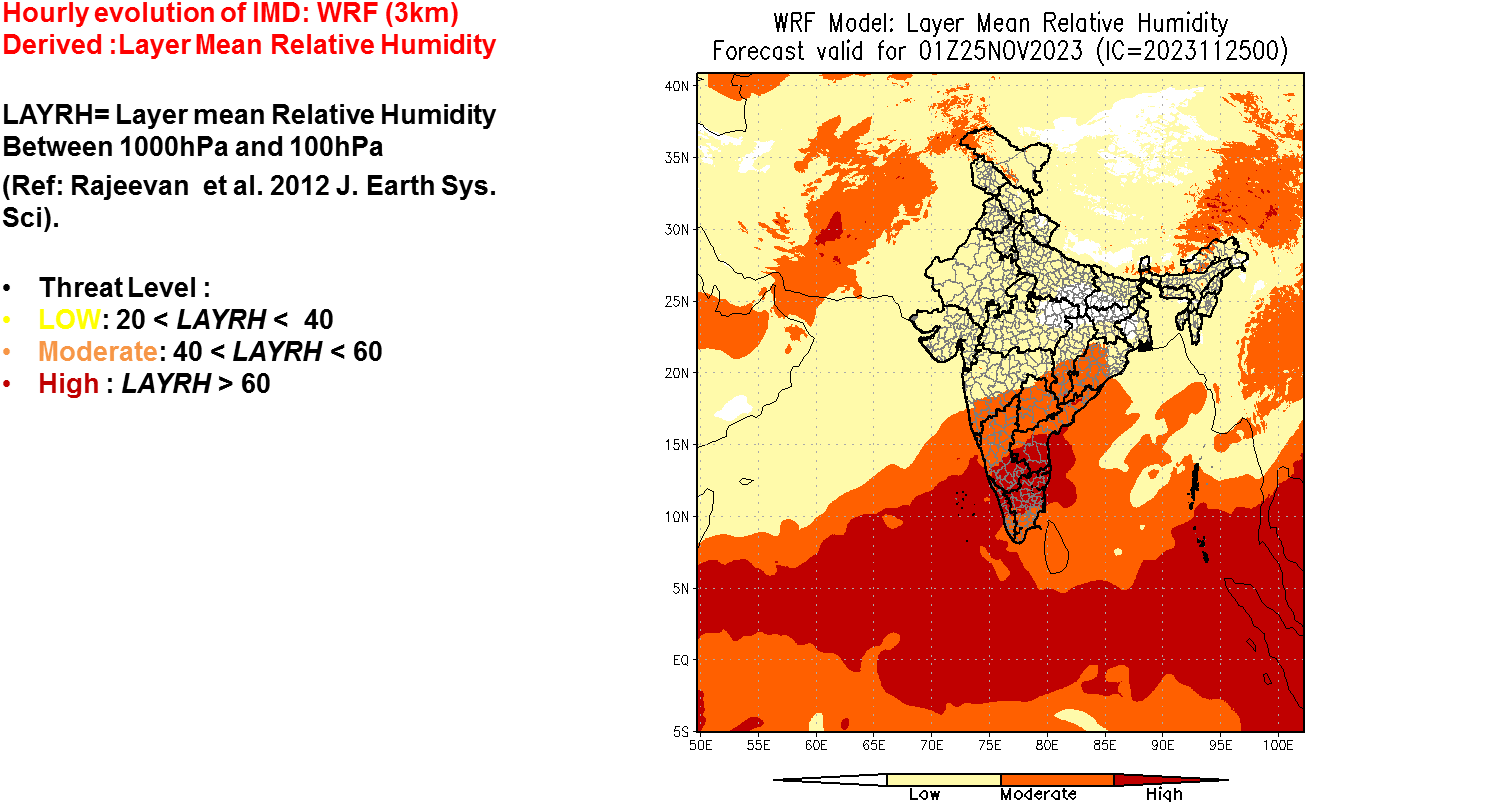 Hourly evolution of IMD: WRF (3km)
Derived :Layer Mean Relative Humidity
LAYRH= Layer mean Relative Humidity
Between 1000hPa and 100hPa
(Ref: Rajeevan et al. 2012 J. Earth Sys.
Sci).
• Threat Level :
• LOW: 20 < LAYRH < 40
• Moderate: 40 < LAYRH < 60
• High : LAYRH > 60
WRF Model: Layer Mean Relative Humidity
Forecast valid for 01Z25NOV2023 (IC=2023112500)
40N
35N
30N
25N
20N
15N
10N
5N
EQ
5S
50E 55E 60E 65E 70E 75E 80E 85E 90E 95E 100E
Low Moderate High